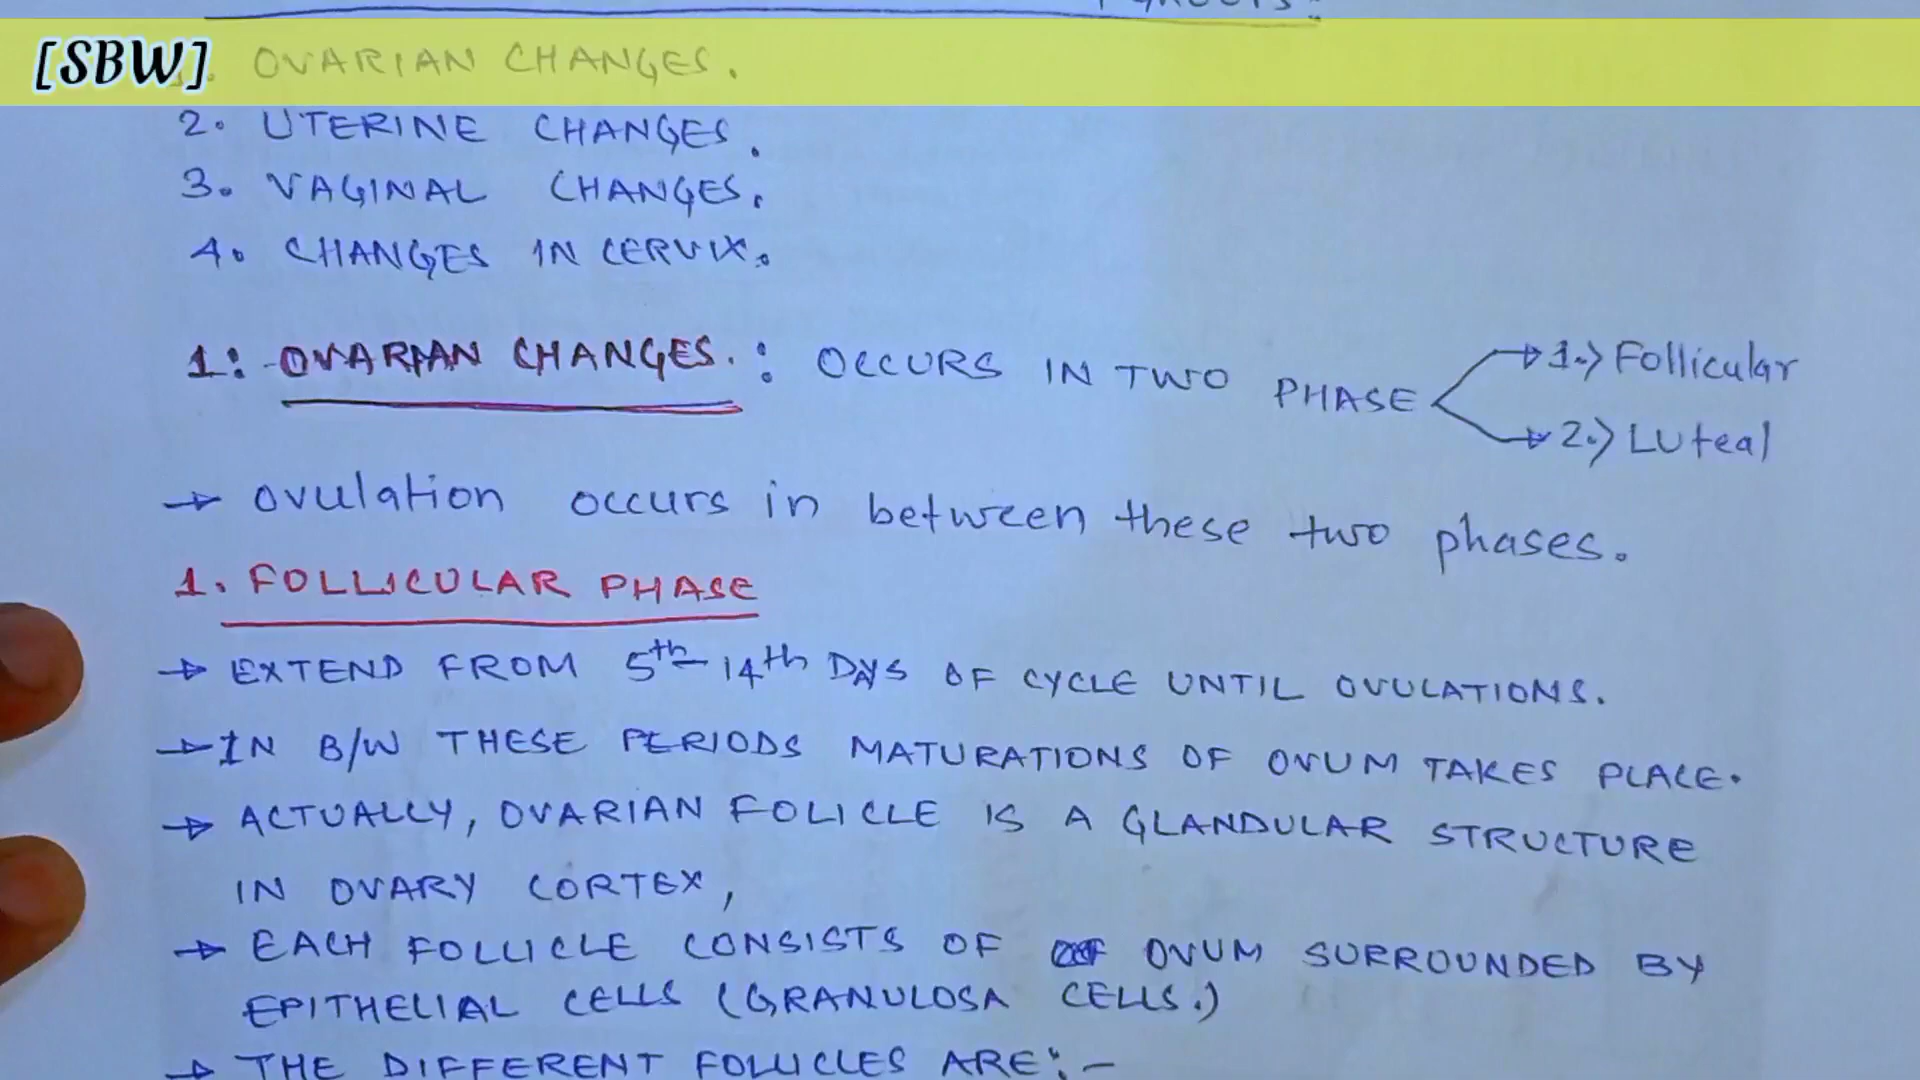 [SBW]
1. OVARIAN CHANGES.
2. UTERINE CHANGES.
3. VAGINAL CHANGES.
4. CHANGES IN CERVIX.
1: OVARIAN CHANGES. : OCCURS IN TWO PHASE
1.) Follicular
2.) Luteal
→ ovulation occurs in between these two phases.
1. FOLLICULAR PHASE
→ EXTEND FROM 5th-14th DAYS OF CYCLE UNTIL OVULATIONS.
→ IN B/W THESE PERIODS MATURATIONS OF OVUM TAKES PLACE.
→ ACTUALLY, OVARIAN FOLICLE IS A GLANDULAR STRUCTURE
IN OVARY CORTEX,
→ EACH FOLLICLE CONSISTS OF OVUM SURROUNDED BY
EPITHELIAL CELLS (GRANULOSA CELLS.)
→ THE DIFFERENT FOLLICLES ARE:-